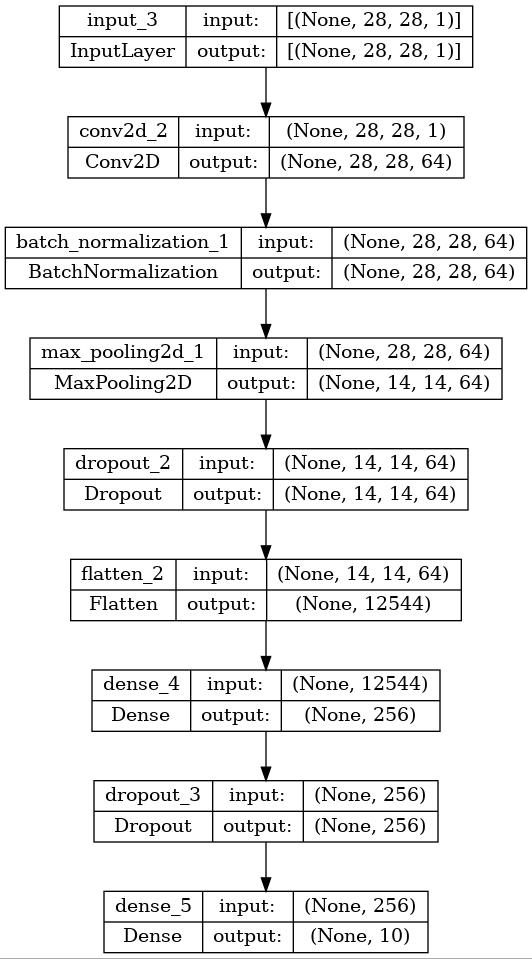 input_3 input: [(None, 28, 28, 1)]
InputLayer output: [(None, 28, 28, 1)]
conv2d_2 input: (None, 28, 28, 1)
Conv2D output: (None, 28, 28, 64)
batch_normalization_1 input: (None, 28, 28, 64)
BatchNormalization output: (None, 28, 28, 64)
max_pooling2d_1 input: (None, 28, 28, 64)
MaxPooling2D output: (None, 14, 14, 64)
dropout_2 input: (None, 14, 14, 64)
Dropout output: (None, 14, 14, 64)
flatten_2 input: (None, 14, 14, 64)
Flatten output: (None, 12544)
dense_4 input: (None, 12544)
Dense output: (None, 256)
dropout_3 input: (None, 256)
Dropout output: (None, 256)
dense_5 input: (None, 256)
Dense output: (None, 10)